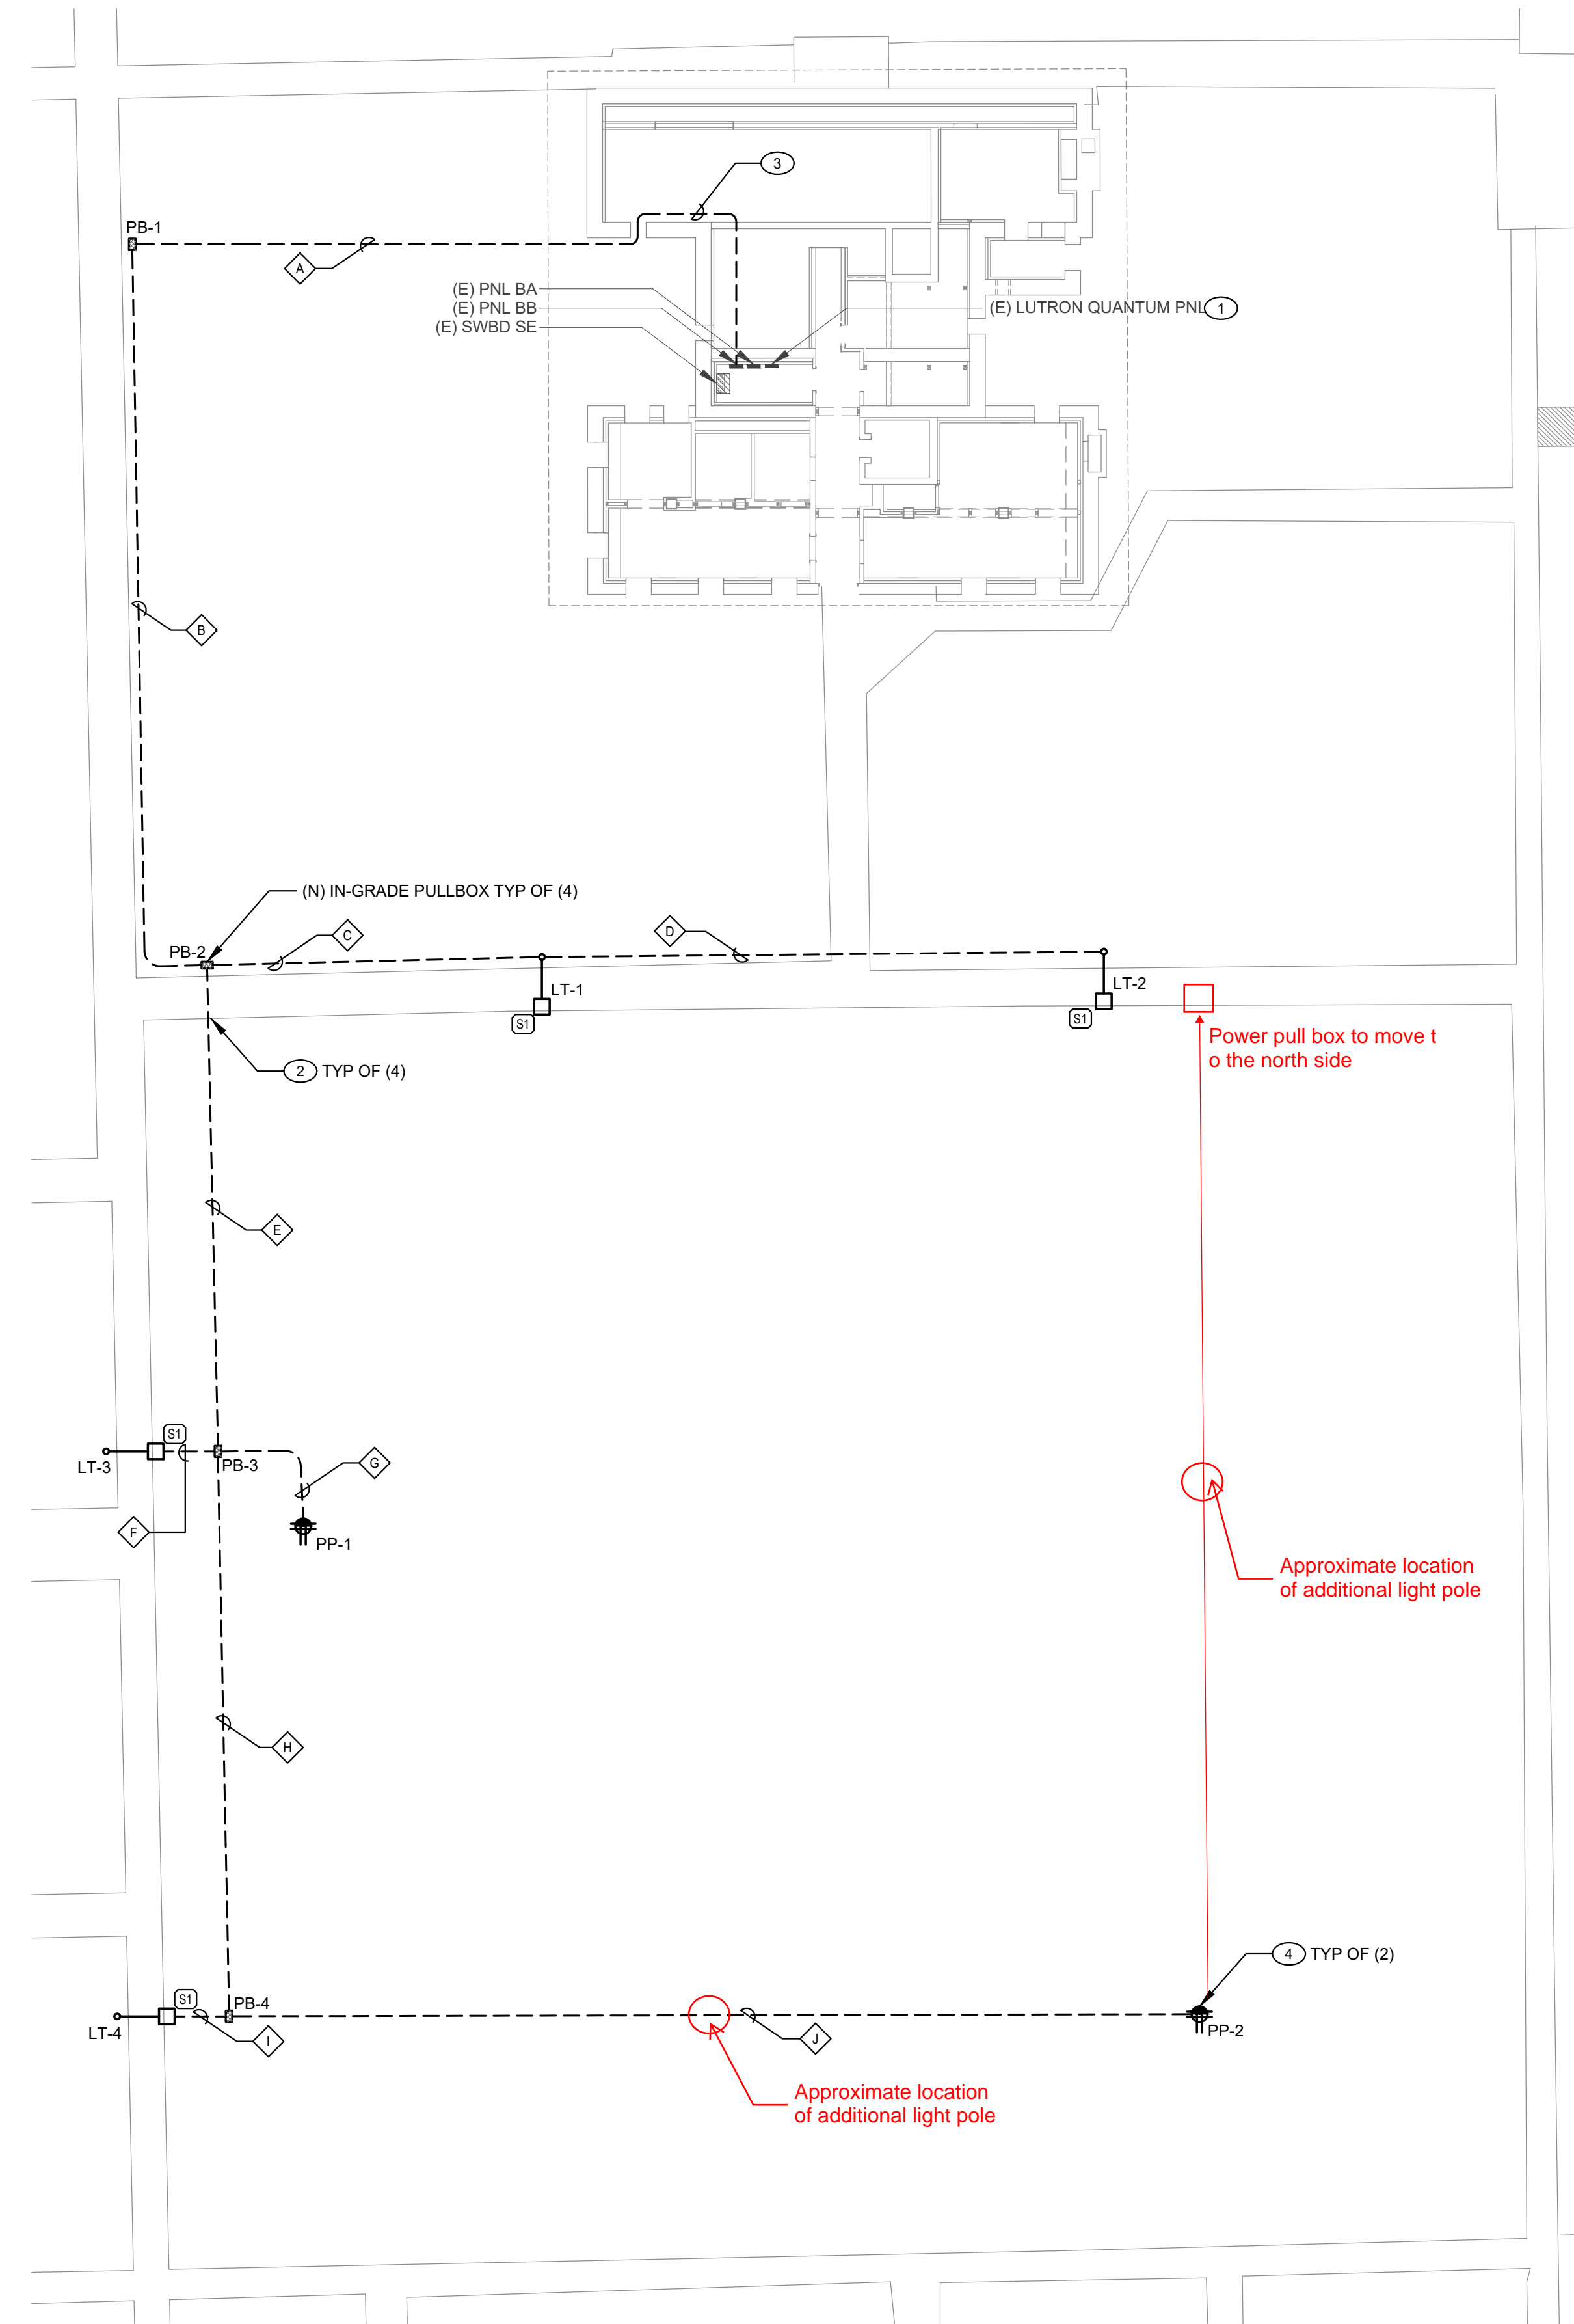 3
PB-1
A
(E) PNL BA
(E) PNL BB
(E) SWBD SE
(E) LUTRON QUANTUM PNL 1
B
(N) IN-GRADE PULLBOX TYP OF (4)
C
D
PB-2
LT-1
S1
LT-2
S1
Power pull box to move t
o the north side
2 TYP OF (4)
E
S1
LT-3
PB-3
G
F
PP-1
Approximate location
of additional light pole
H
4 TYP OF (2)
S1
PB-4
LT-4
I
J
PP-2
Approximate location
of additional light pole